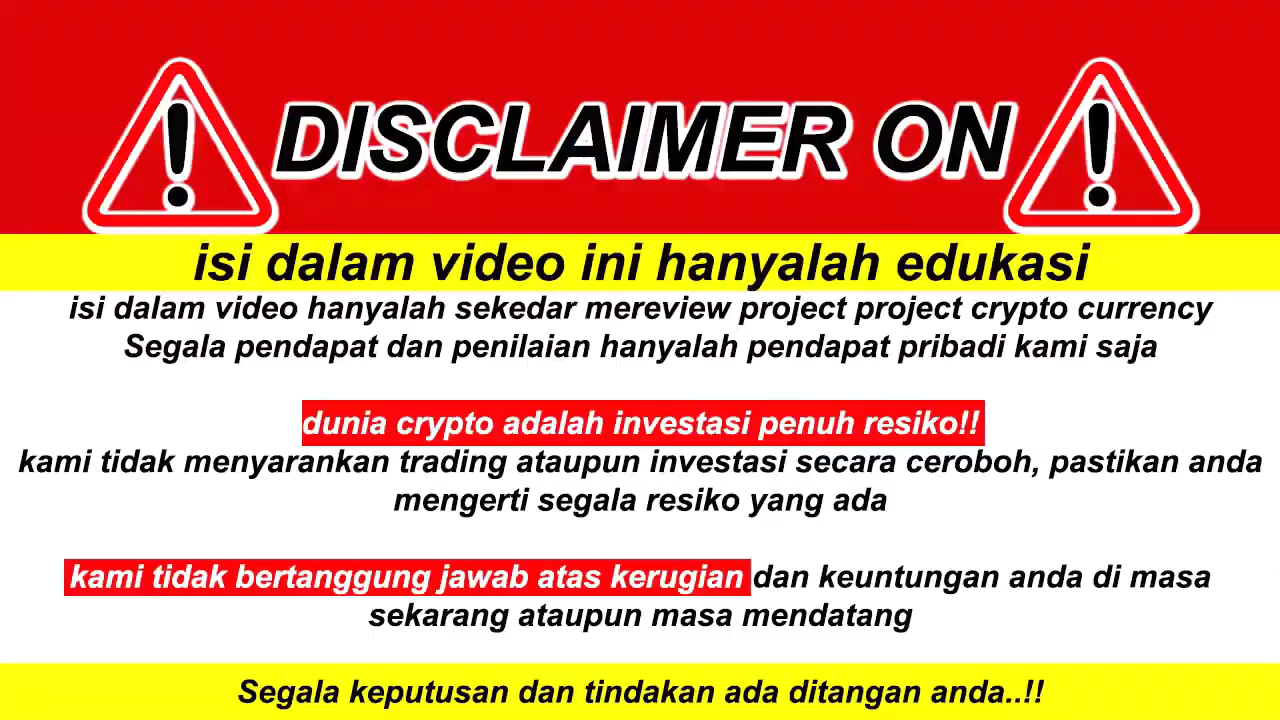 DISCLAIMER ON
isi dalam video ini hanyalah edukasi
isi dalam video hanyalah sekedar mereview project project crypto currency
Segala pendapat dan penilaian hanyalah pendapat pribadi kami saja
dunia crypto adalah investasi penuh resiko!!
kami tidak menyarankan trading ataupun investasi secara ceroboh, pastikan anda
mengerti segala resiko yang ada
kami tidak bertanggung jawab atas kerugian dan keuntungan anda di masa
sekarang ataupun masa mendatang
Segala keputusan dan tindakan ada ditangan anda..!!